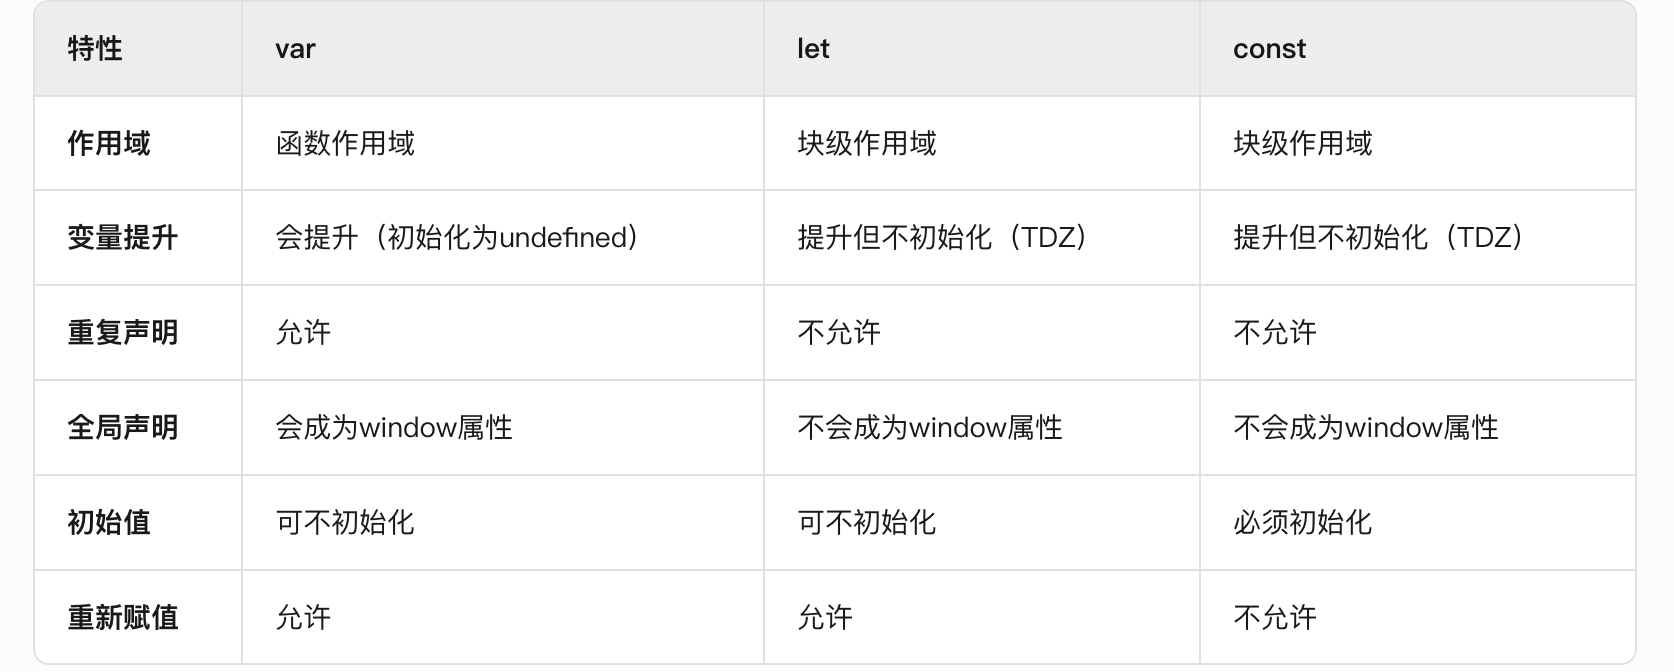 特性 var let const
作用域 函数作用域 块级作用域 块级作用域
变量提升 会提升（初始化为undefined） 提升但不初始化（TDZ） 提升但不初始化（TDZ）
重复声明 允许 不允许 不允许
全局声明 会成为window属性 不会成为window属性 不会成为window属性
初始值 可不初始化 可不初始化 必须初始化
重新赋值 允许 允许 不允许